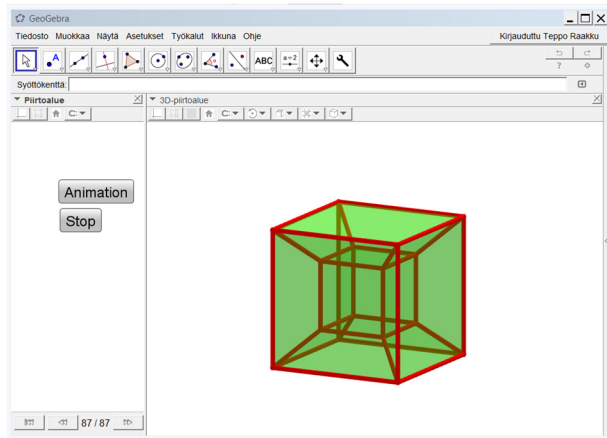 GeoGebra
Tiedosto Muokkaa Näytä Asetukset Työkalut Ikkuna Ohje
Kirjauduttu Teppo Raakku
A
ABC
a=2
?
Syöttökenttä:
Piirtoalue
3D-piirtoalue
Animation
Stop
87 / 87